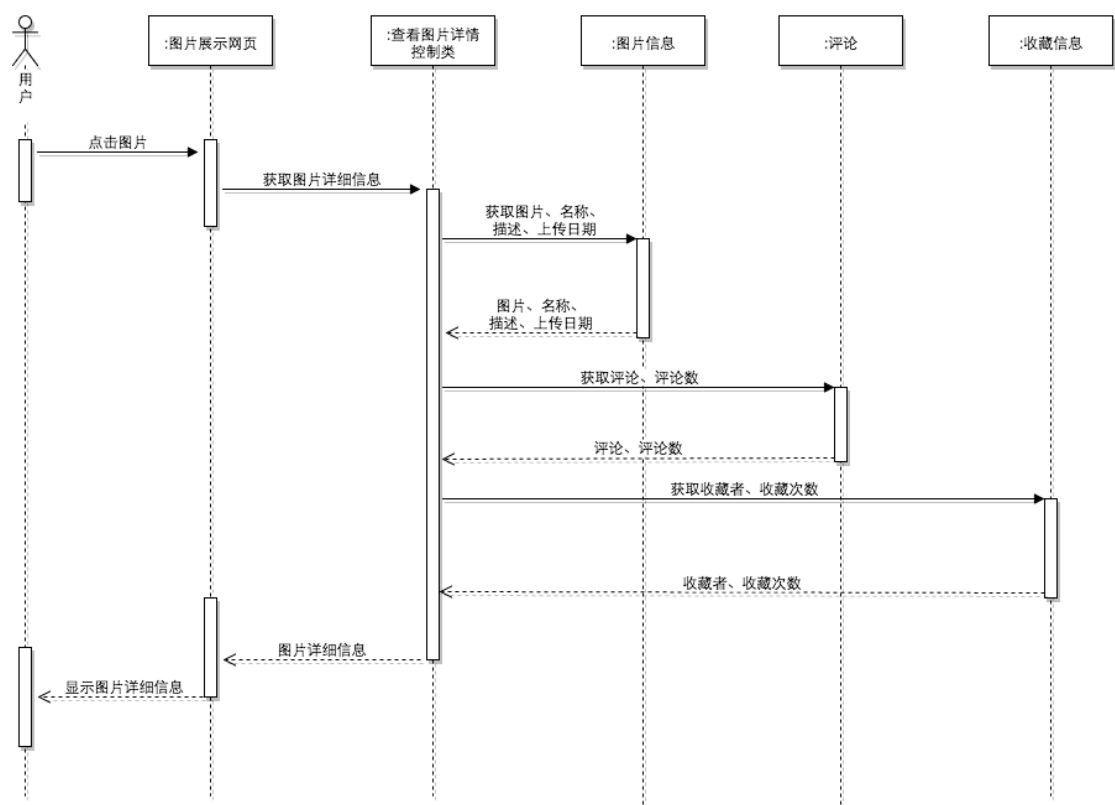 :图片展示网页
:查看图片详情
控制类
:图片信息
:评论
:收藏信息
用
户
点击图片
获取图片详细信息
获取图片、名称、
描述、上传日期
图片、名称、
描述、上传日期
获取评论、评论数
评论、评论数
获取收藏者、收藏次数
收藏者、收藏次数
图片详细信息
显示图片详细信息